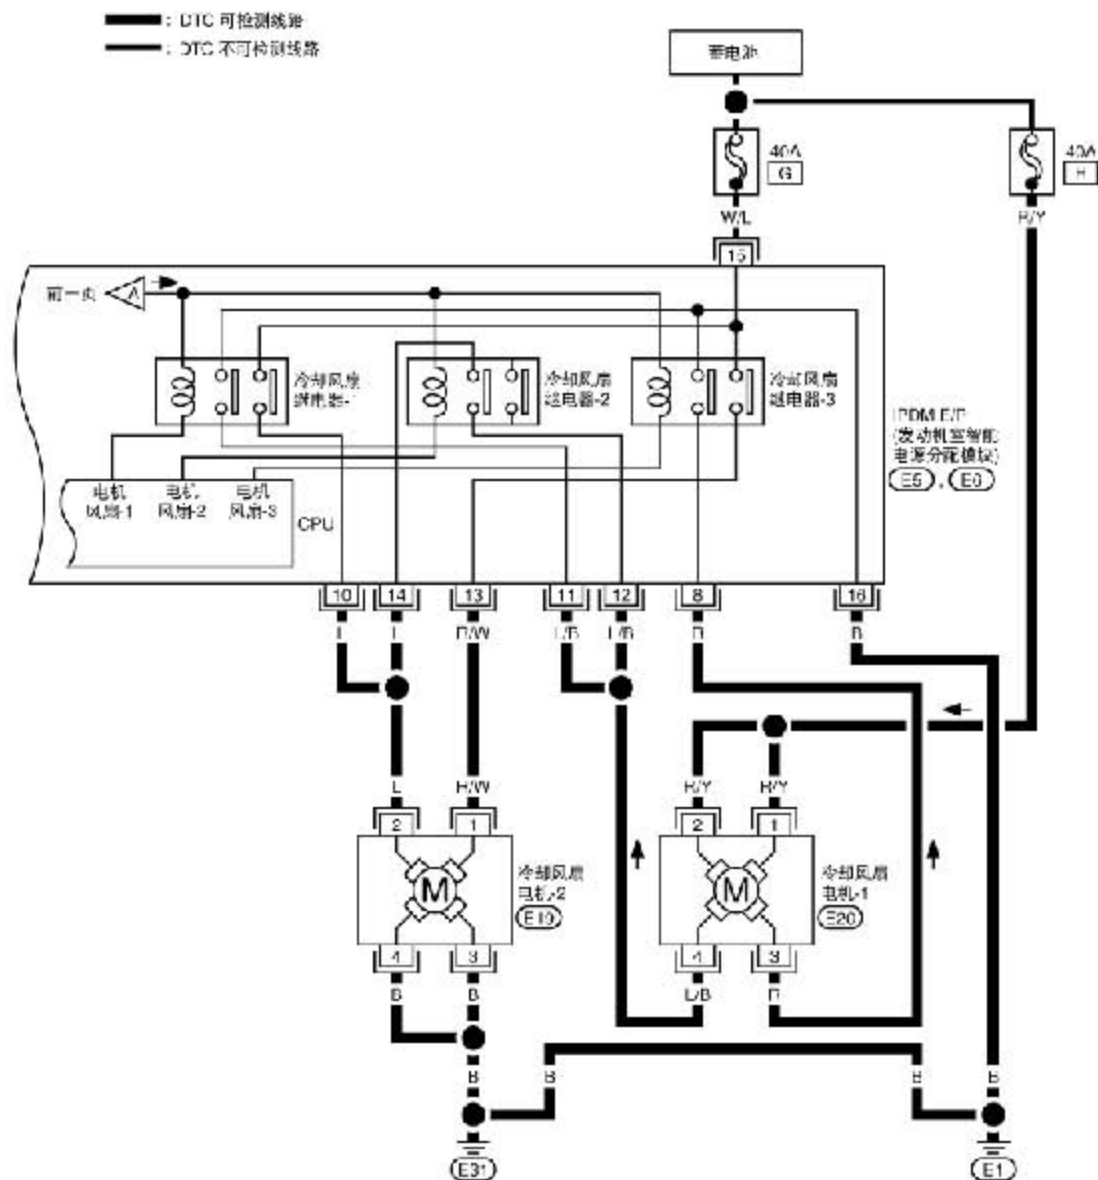 : DTC 可检测线路
: DTC 不可检测线路
蓄电池
40A
G
40A
W/L
R/Y
15
前一页
A
冷却风扇
继电器-1
冷却风扇
继电器-2
冷却风扇
继电器-3
IPDM E/R
(发动机室智能
电源分配模块)
E5 , E6
电机
风扇-1
电机
风扇-2
电机
风扇-3
CPU
10
14
13
11
12
8
16
L
L
R/W
L/B
L/B
B
L
R/W
R/Y
R/Y
2
1
2
1
M
冷却风扇
电机-2
E19
M
冷却风扇
电机-1
E20
4
3
4
3
B
B
L/B
B
B
B
B
E31
E1